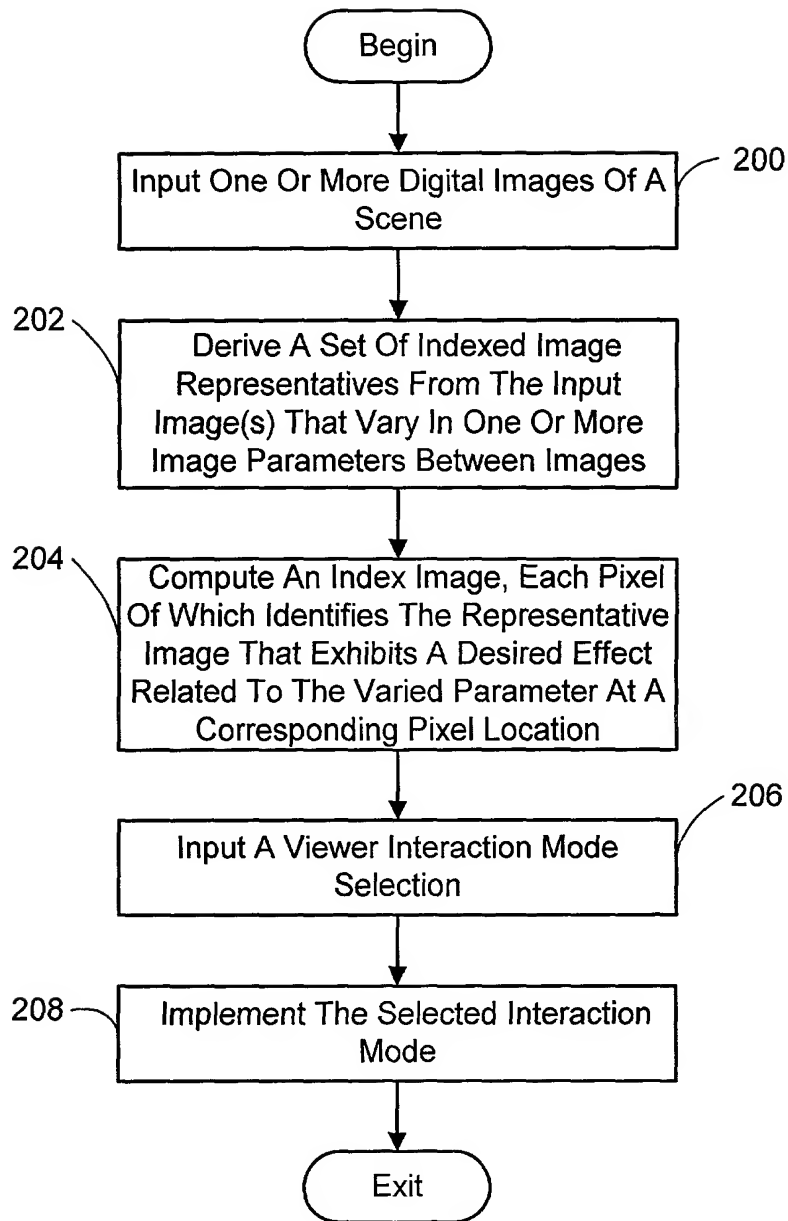 Begin
200
Input One Or More Digital Images Of A
Scene
202
Derive A Set Of Indexed Image
Representatives From The Input
Image(s) That Vary In One Or More
Image Parameters Between Images
204
Compute An Index Image, Each Pixel
Of Which Identifies The Representative
Image That Exhibits A Desired Effect
Related To The Varied Parameter At A
Corresponding Pixel Location
206
Input A Viewer Interaction Mode
Selection
208
Implement The Selected Interaction
Mode
Exit